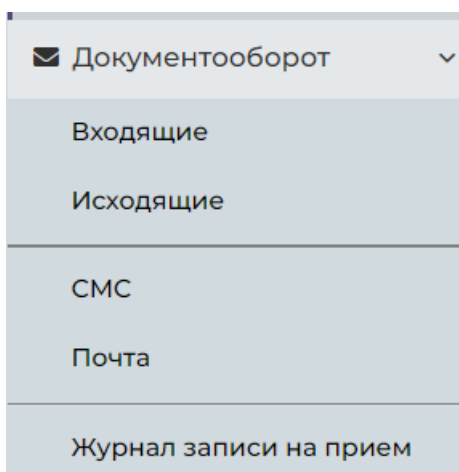 Документооборот
Входящие
Исходящие
СМС
Почта
Журнал записи на прием